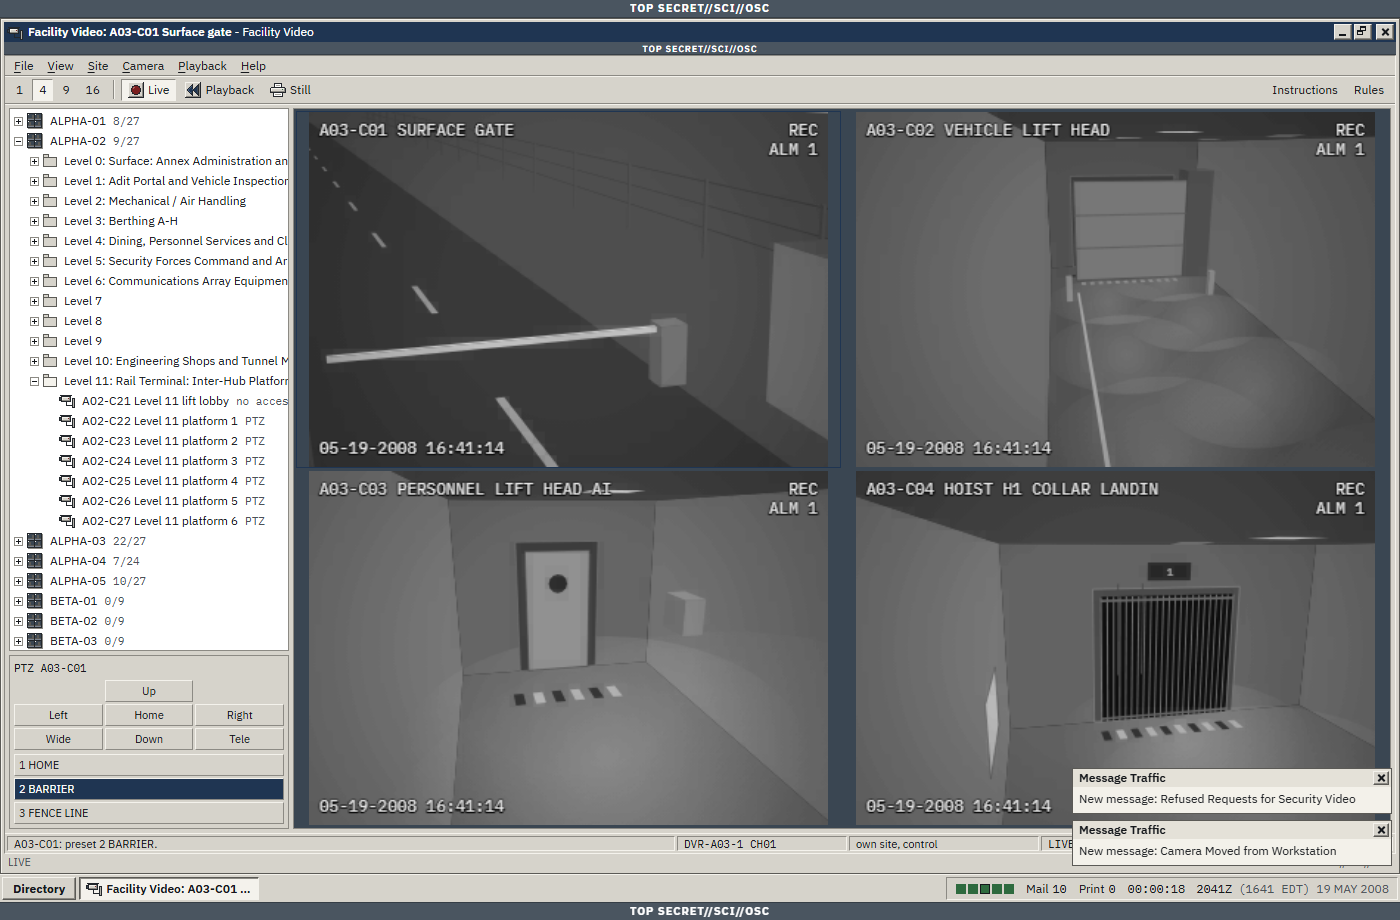 TOP SECRET//SCI//OSC
Facility Video: A03-C01 Surface gate - Facility Video
TOP SECRET//SCI//OSC
File View Site Camera Playback Help
1 4 9 16 Live Playback Still Instructions Rules
ALPHA-01 8/27
ALPHA-02 9/27
Level 0: Surface: Annex Administration an
Level 1: Adit Portal and Vehicle Inspection
Level 2: Mechanical / Air Handling
Level 3: Berthing A-H
Level 4: Dining, Personnel Services and Cl
Level 5: Security Forces Command and Ar
Level 6: Communications Array Equipmen
Level 7
Level 8
Level 9
Level 10: Engineering Shops and Tunnel M
Level 11: Rail Terminal: Inter-Hub Platfor
A02-C21 Level 11 lift lobby no acces
A02-C22 Level 11 platform 1 PTZ
A02-C23 Level 11 platform 2 PTZ
A02-C24 Level 11 platform 3 PTZ
A02-C25 Level 11 platform 4 PTZ
A02-C26 Level 11 platform 5 PTZ
A02-C27 Level 11 platform 6 PTZ
ALPHA-03 22/27
ALPHA-04 7/24
ALPHA-05 10/27
BETA-01 0/9
BETA-02 0/9
BETA-03 0/9
PTZ A03-C01
Up
Left Home Right
Wide Down Tele
1 HOME
2 BARRIER
3 FENCE LINE
A03-C01 SURFACE GATE REC
ALM 1
05-19-2008 16:41:14
A03-C02 VEHICLE LIFT HEAD REC
ALM 1
05-19-2008 16:41:14
A03-C03 PERSONNEL LIFT HEAD AI REC
ALM 1
05-19-2008 16:41:14
A03-C04 HOIST H1 COLLAR LANDIN REC
ALM 1
1
05-19-2008 16:41:14
Message Traffic
New message: Refused Requests for Security Video
Message Traffic
New message: Camera Moved from Workstation
A03-C01: preset 2 BARRIER. DVR-A03-1 CH01 own site, control LIVE
LIVE
Directory Facility Video: A03-C01 ... Mail 10 Print 0 00:00:18 2041Z (1641 EDT) 19 MAY 2008
TOP SECRET//SCI//OSC